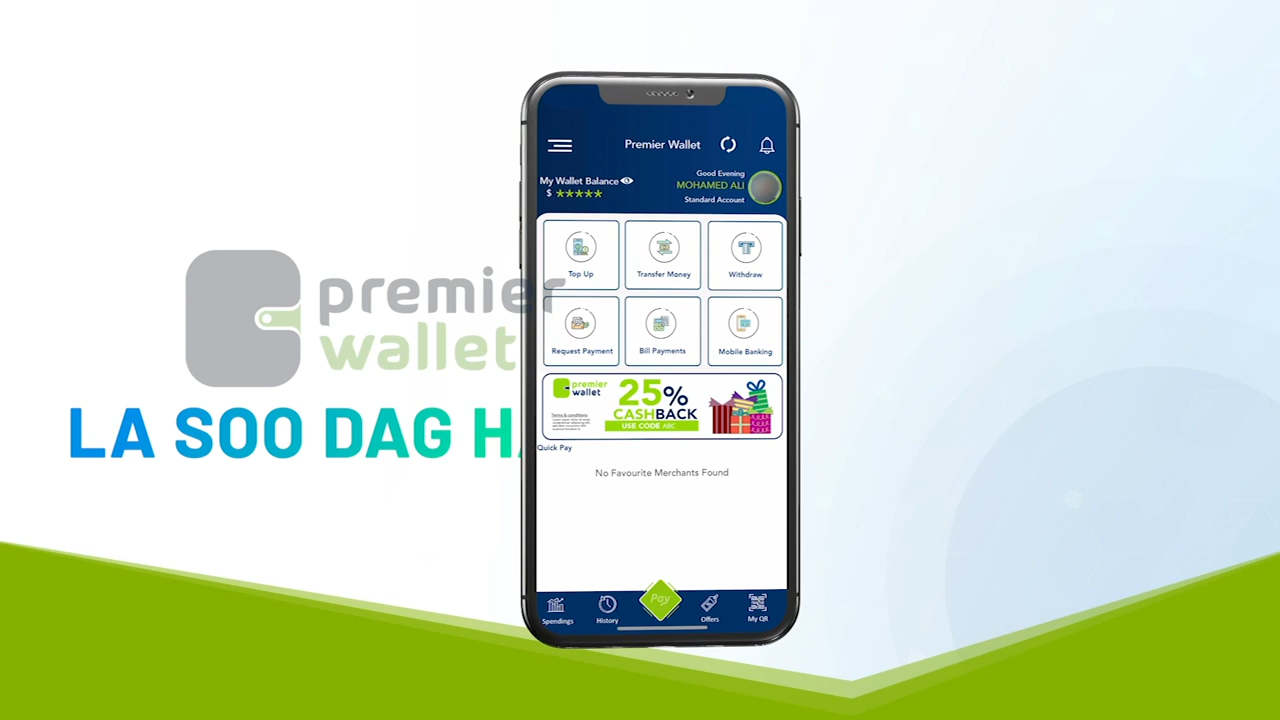 premier
wallet
LA SOO DAG H
Premier Wallet
My Wallet Balance
$ *****
Good Evening
MOHAMED ALI
Standard Account
Top Up
Transfer Money
Withdraw
Request Payment
Bill Payments
Mobile Banking
premier
wallet
Terms & conditions
25%
CASHBACK
USE CODE ABC
Quick Pay
No Favourite Merchants Found
Pay
Spendings
History
Offers
My QR